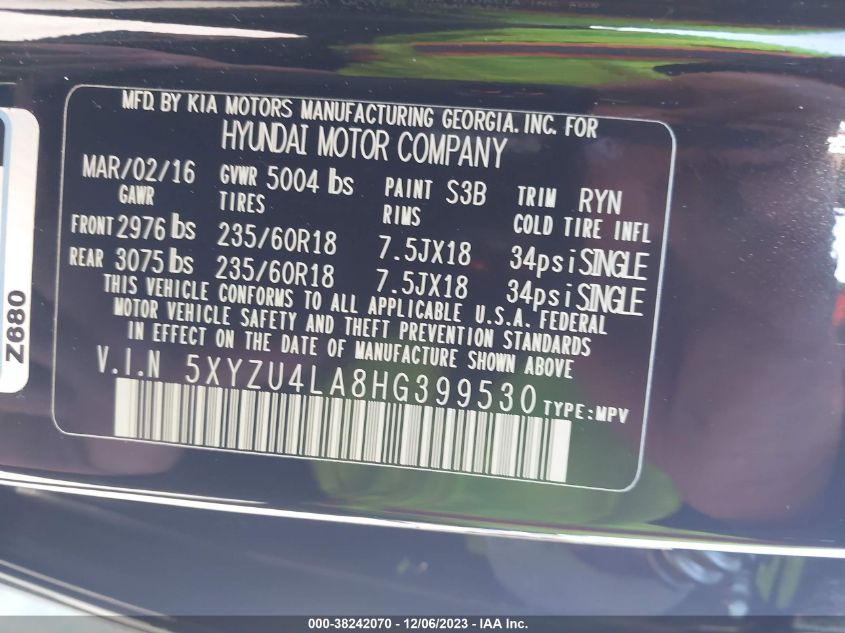 MFD. BY KIA MOTORS MANUFACTURING GEORGIA. INC. FOR
HYUNDAI MOTOR COMPANY
MAR/02/16 GVWR 5004 lbs PAINT S3B TRIM RYN
GAWR TIRES RIMS COLD TIRE INFL
FRONT 2976 bs 235/60R18 7.5JX18 34psi SINGLE
REAR 3075 bs 235/60R18 7.5JX18 34psi SINGLE
THIS VEHICLE CONFORMS TO ALL APPLICABLE U.S.A. FEDERAL
MOTOR VEHICLE SAFETY AND THEFT PREVENTION STANDARDS
IN EFFECT ON THE DATE OF MANUFACTURE SHOWN ABOVE
V.I.N 5XYZU4LA8HG399530 TYPE:MPV
Z680
000-38242070 - 12/06/2023 - IAA Inc.